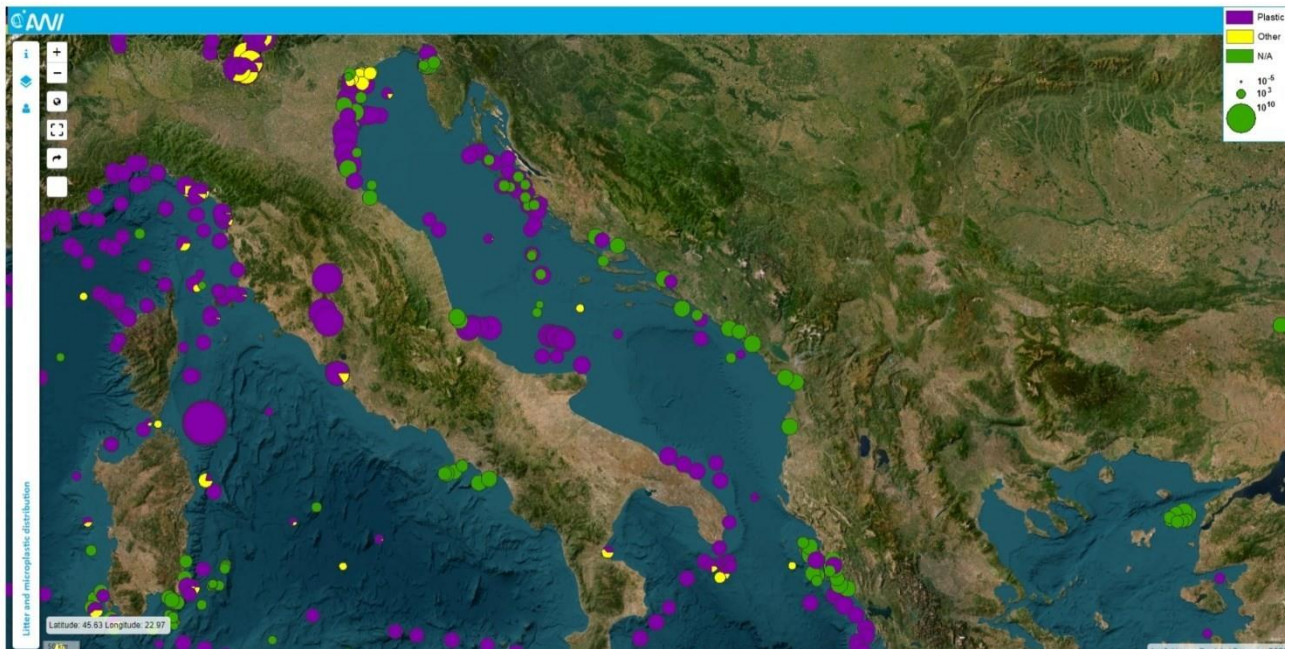 AWI
Plastic
Other
N/A
10-5
103
1010
i
+
−
Litter and microplastic distribution
Latitude: 45.63 Longitude: 22.97